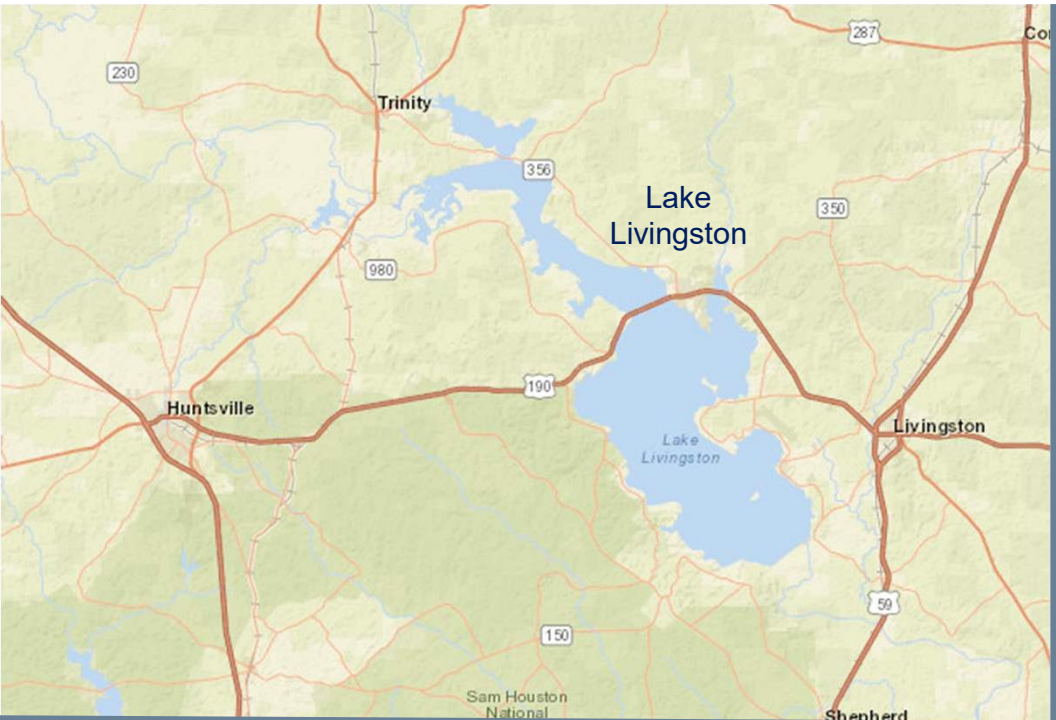 287
Co
230
Trinity
356
Lake
Livingston
350
980
190
Huntsville
Livingston
Lake
Livingston
59
150
Sam Houston
National
Shepherd